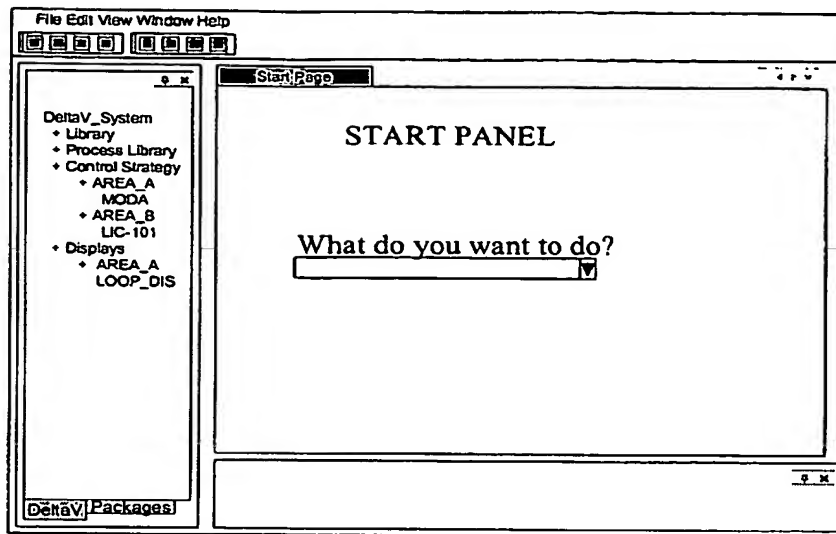 File Edit View Window Help
Start Page
DeltaV_System
+ Library
+ Process Library
+ Control Strategy
+ AREA_A
MODA
+ AREA_B
LIC-101
+ Displays
+ AREA_A
LOOP_DIS
START PANEL
What do you want to do?
DeltaV
Packages